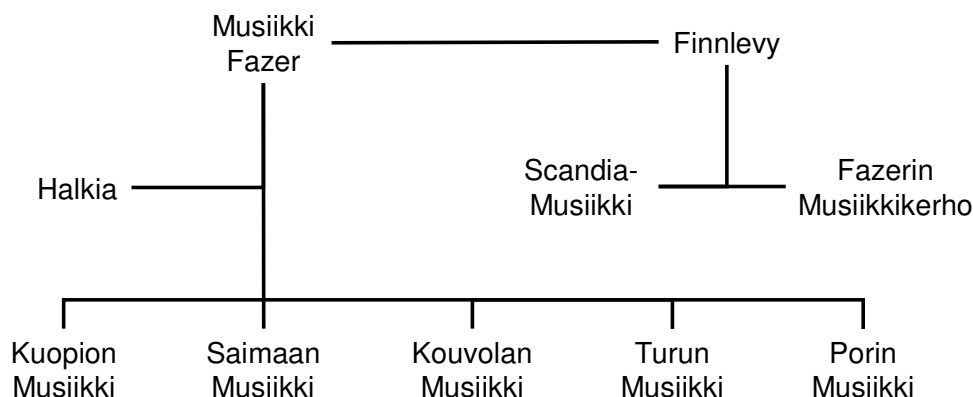 Musiikki
Fazer
Finnlevy
Halkia
Scandia-
Musiikki
Fazerin
Musiikkikerho
Kuopion
Musiikki
Saimaan
Musiikki
Kouvolan
Musiikki
Turun
Musiikki
Porin
Musiikki